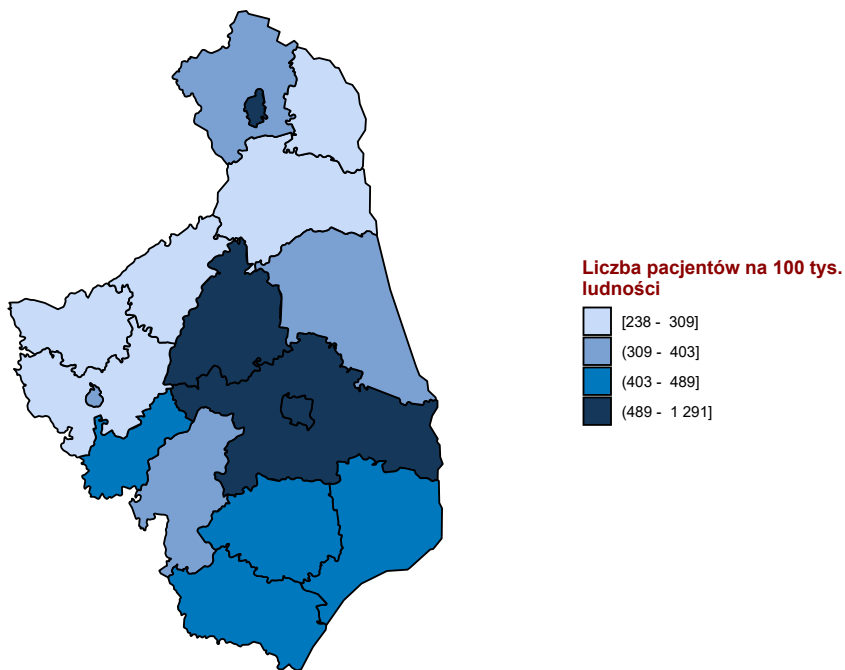 Liczba pacjentów na 100 tys.
ludności
[238 - 309]
(309 - 403]
(403 - 489]
(489 - 1 291]